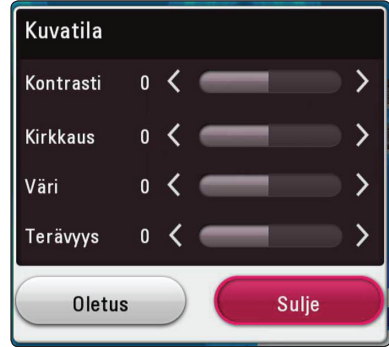 Kuvatila
Kontrasti 0
Kirkkaus 0
Väri 0
Terävyys 0
Oletus Sulje